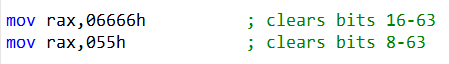 mov rax,06666h ; clears bits 16-63
mov rax,055h ; clears bits 8-63